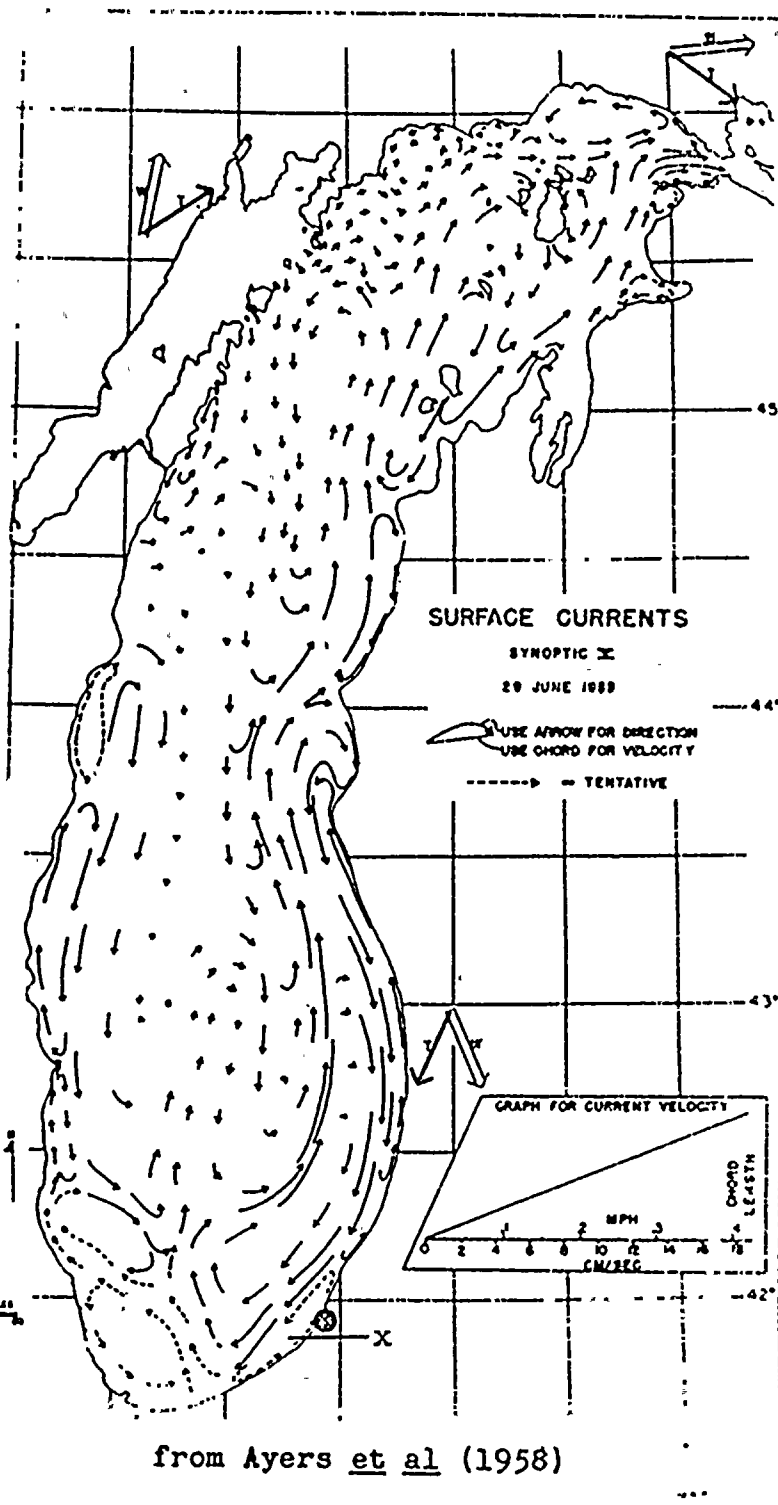 45
SURFACE CURRENTS
SYNOPTIC X
29 JUNE
44°
USE ARROW FOR DIRECTION
USE CHORD FOR VELOCITY
= TENTATIVE
43°
GRAPH FOR CURRENT VELOCITY
CHORD LENGTH
MPH
.1 .2 .3 .4
0 2 4 6 8 10 12 14 16 18
CM/SEC
42°
X
from Ayers et al (1958)